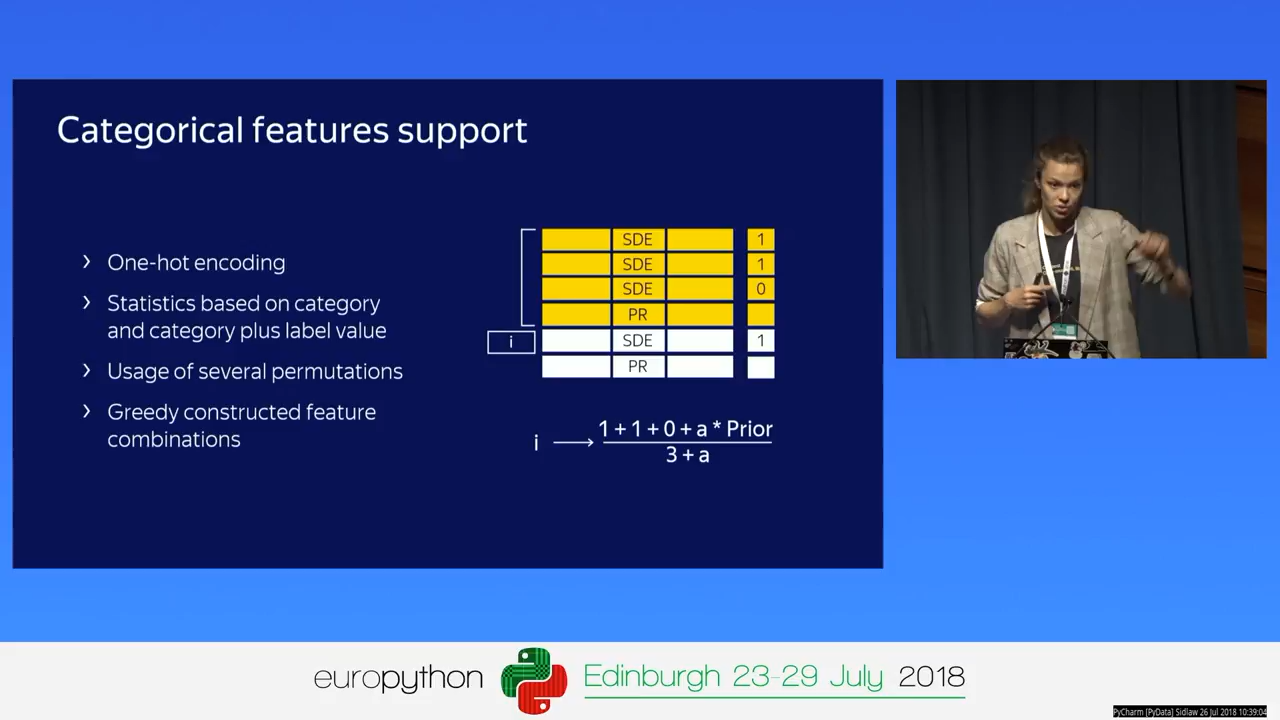 Categorical features support
› One-hot encoding
› Statistics based on category
and category plus label value
› Usage of several permutations
› Greedy constructed feature
combinations
SDE 1
SDE 1
SDE 0
PR
i SDE 1
PR
i → 1 + 1 + 0 + a * Prior
3 + a
europython Edinburgh 23-29 July 2018
PyCharm [PyData] Sidlaw 26 Jul 2018 10:39:04